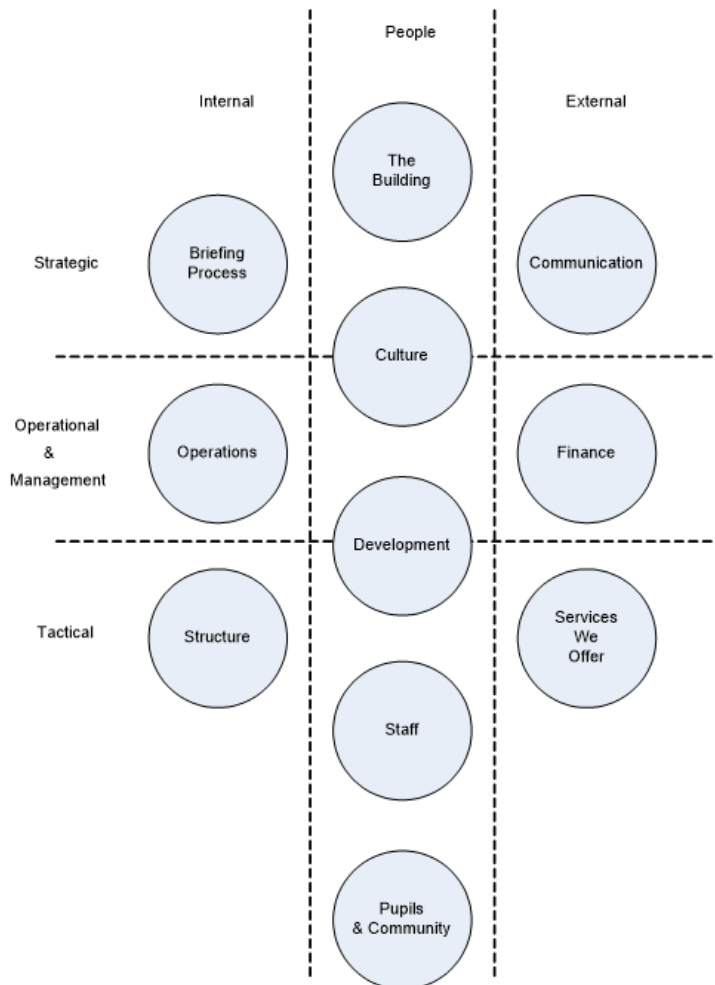 People
Internal
External
The
Building
Strategic
Briefing
Process
Communication
Culture
Operational
&
Management
Operations
Finance
Development
Tactical
Structure
Services
We
Offer
Staff
Pupils
& Community